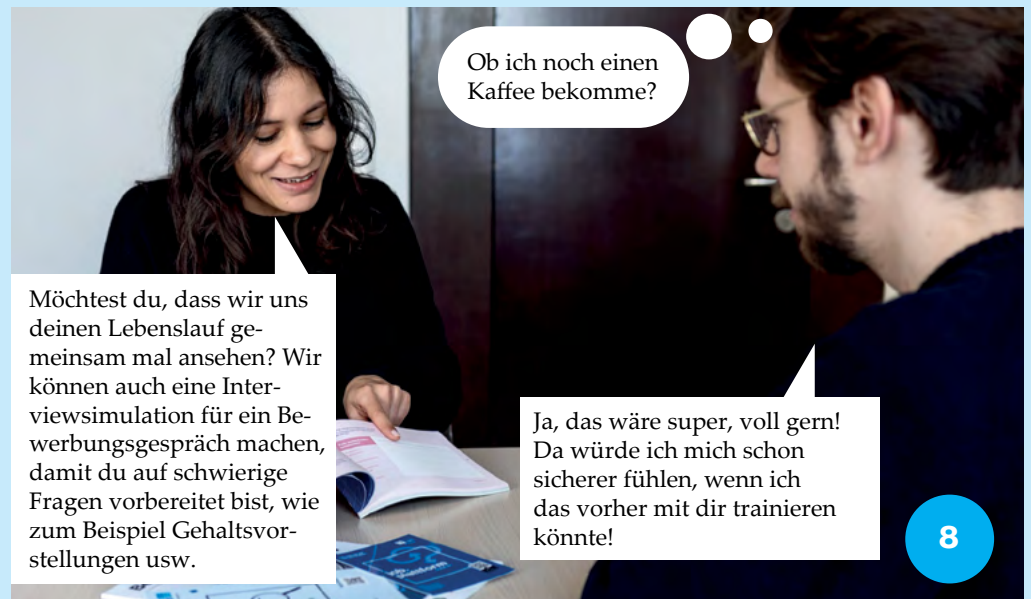 Ob ich noch einen
Kaffee bekomme?
Möchtest du, dass wir uns
deinen Lebenslauf ge-
meinsam mal ansehen? Wir
können auch eine Inter-
viewsimulation für ein Be-
werbungsgespräch machen,
damit du auf schwierige
Fragen vorbereitet bist, wie
zum Beispiel Gehaltsvor-
stellungen usw.
Ja, das wäre super, voll gern!
Da würde ich mich schon
sicherer fühlen, wenn ich
das vorher mit dir trainieren
könnte!
8